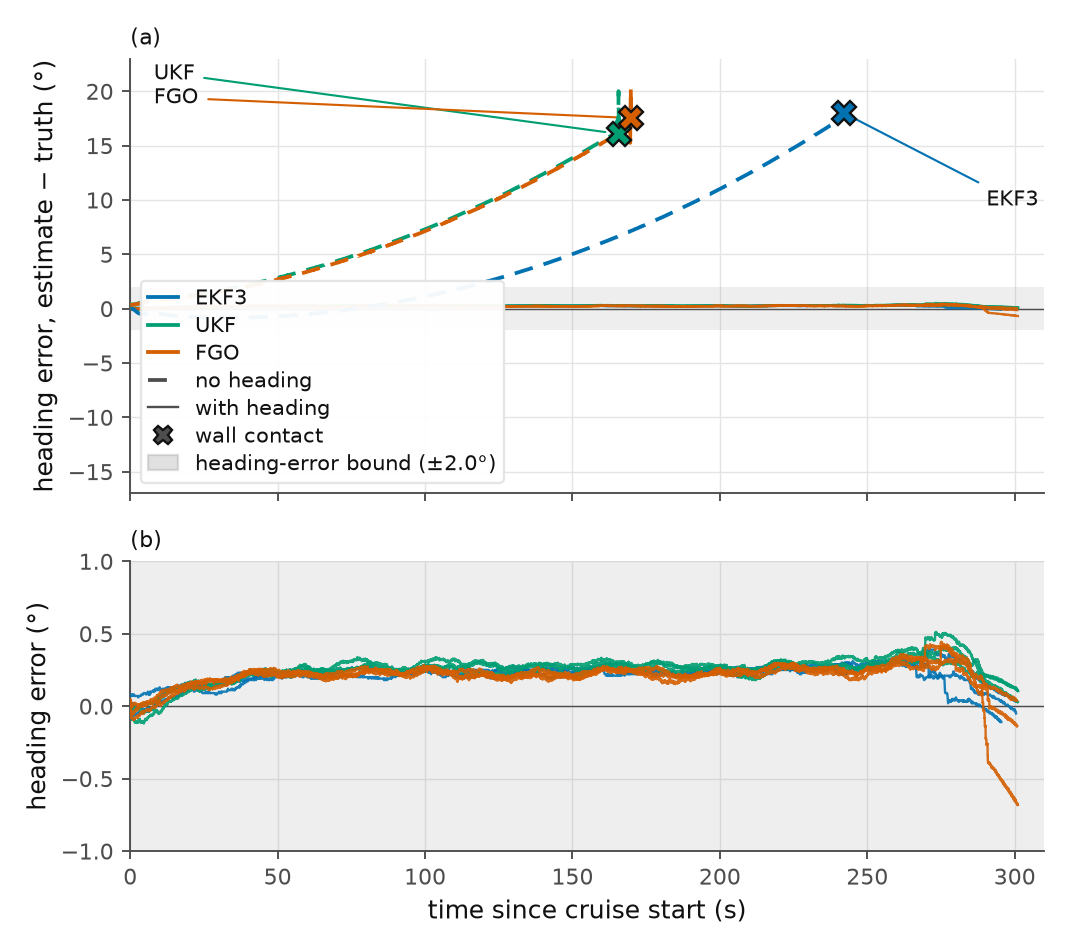 (a)
heading error, estimate − truth (°)
20
15
10
5
0
−5
−10
−15
UKF
FGO
EKF3
EKF3
UKF
FGO
no heading
with heading
wall contact
heading-error bound (±2.0°)
(b)
heading error (°)
1.0
0.5
0.0
−0.5
−1.0
0 50 100 150 200 250 300
time since cruise start (s)